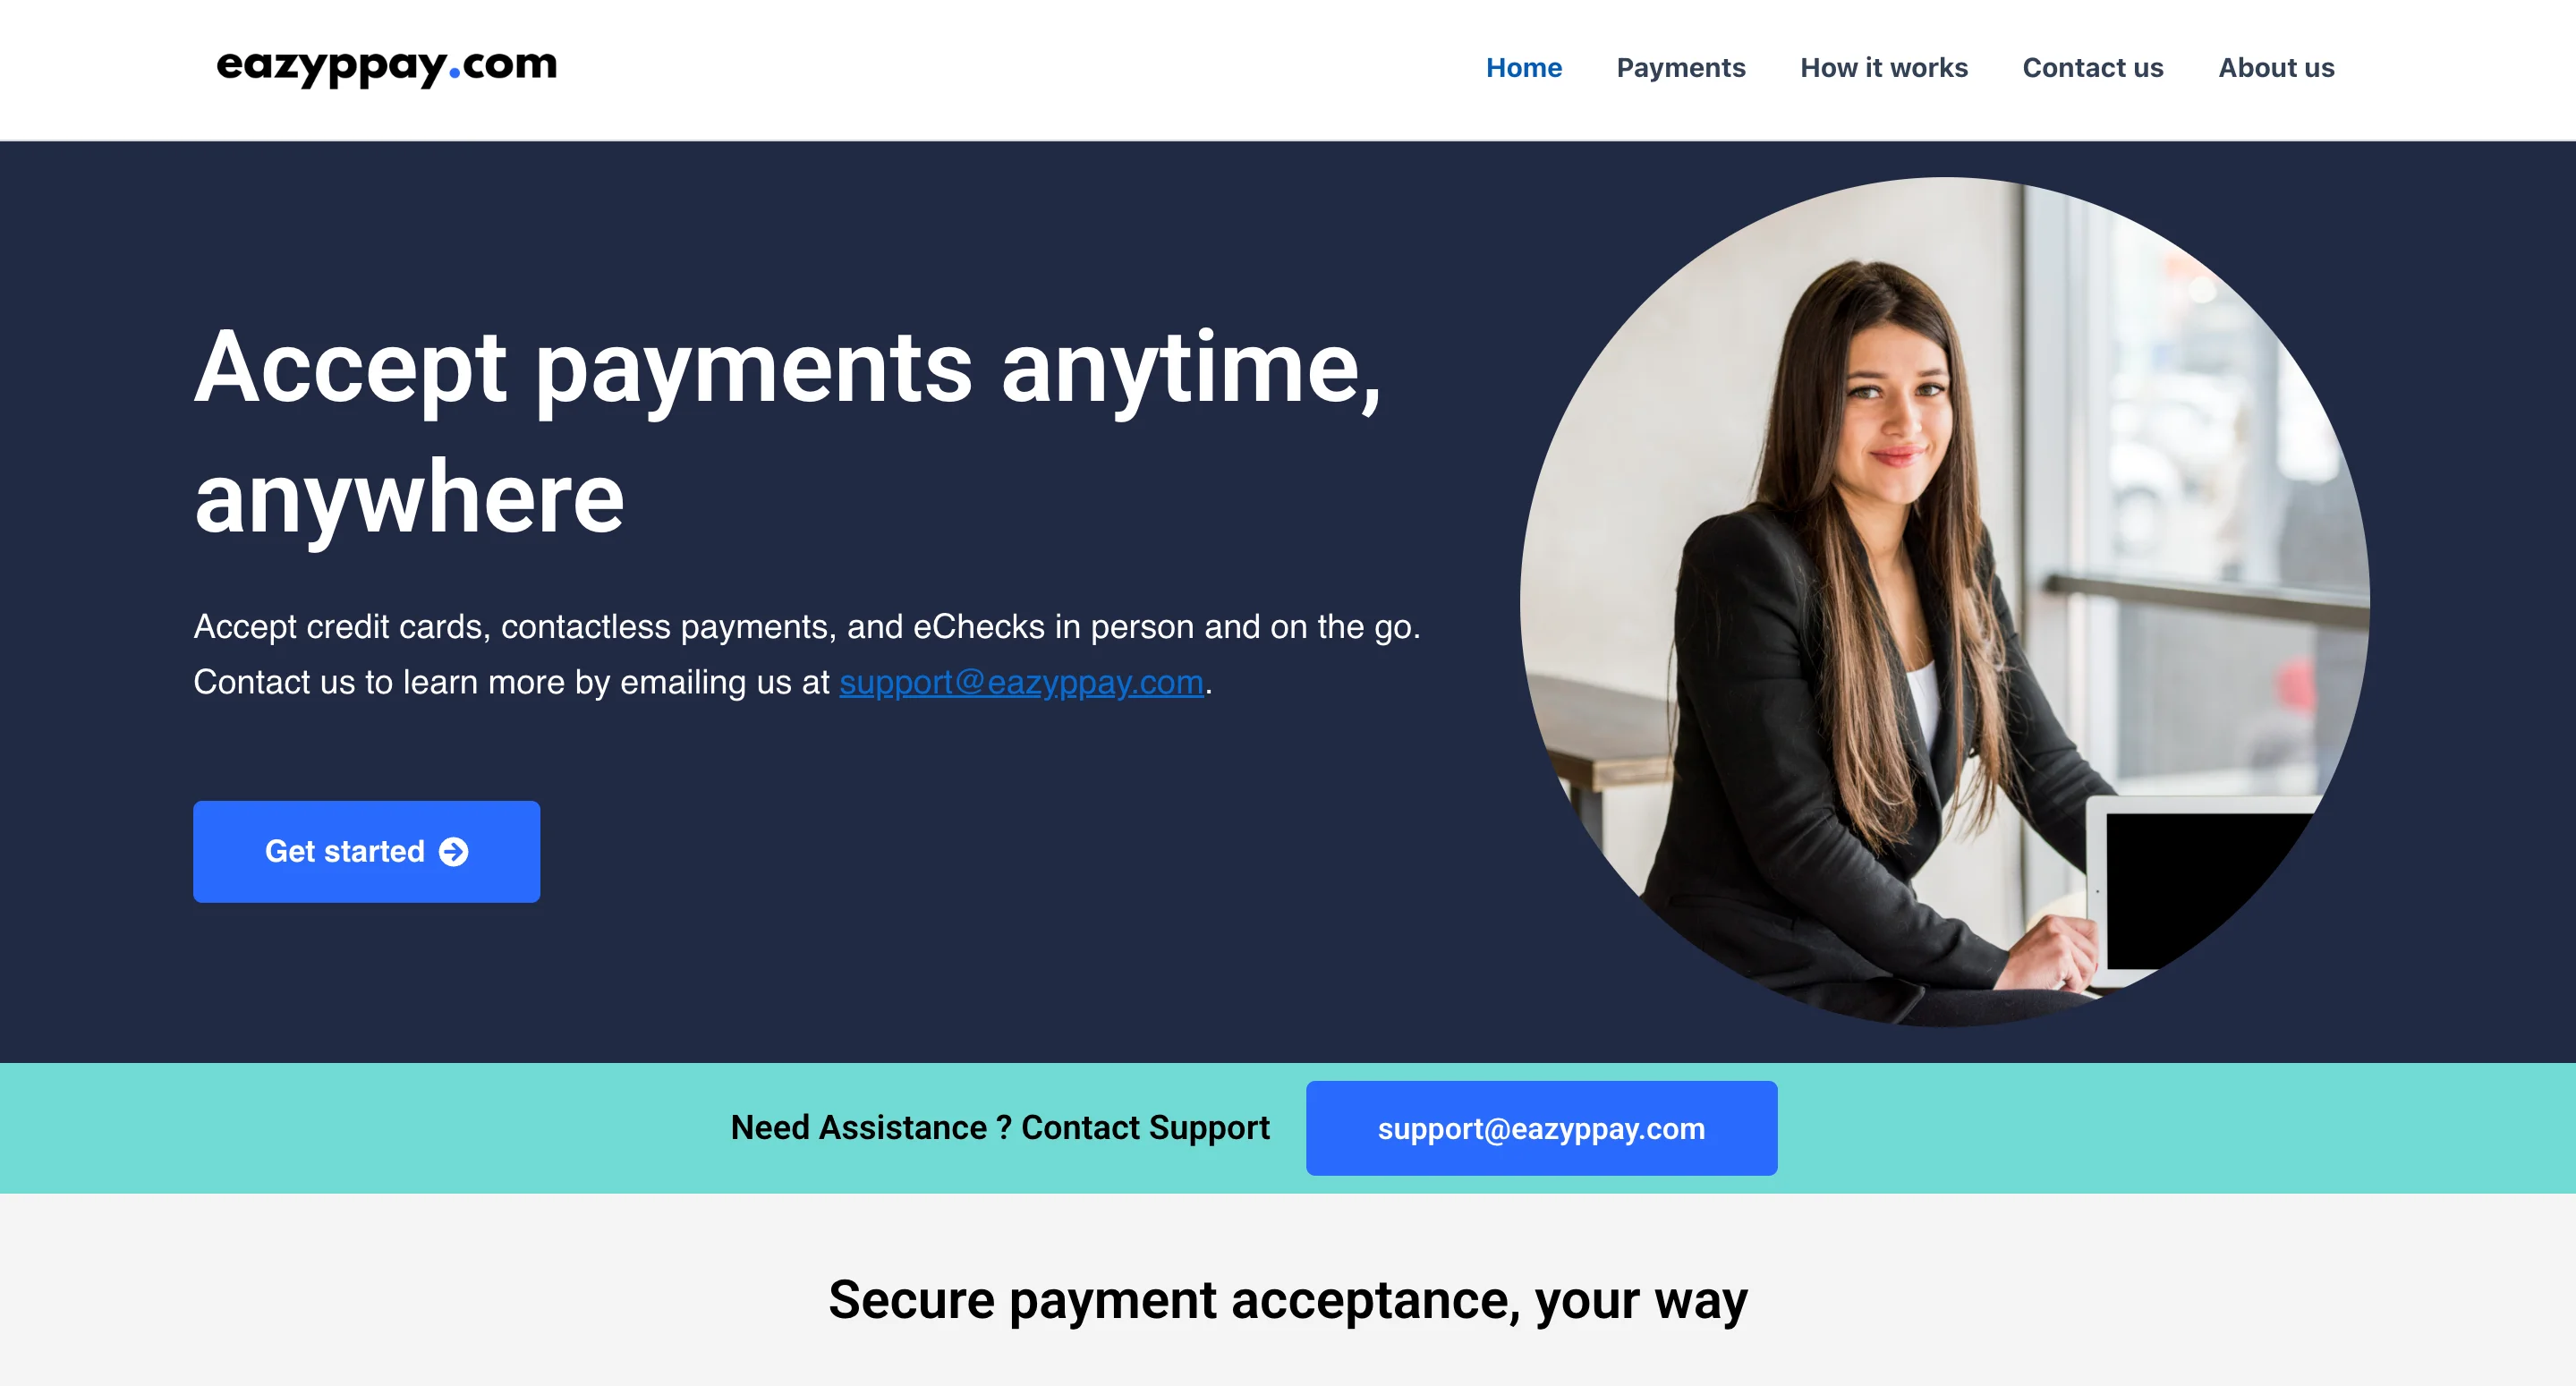 eazyppay.com
Home
Payments
How it works
Contact us
About us
Accept payments anytime,
anywhere
Accept credit cards, contactless payments, and eChecks in person and on the go.
Contact us to learn more by emailing us at support@eazyppay.com.
Get started
Need Assistance ? Contact Support
support@eazyppay.com
Secure payment acceptance, your way